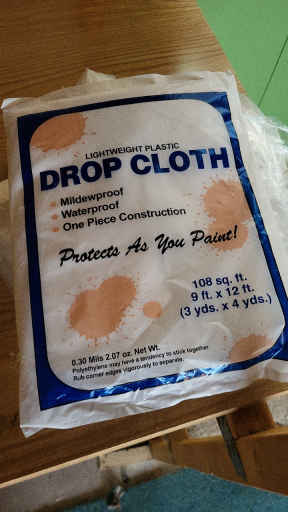 LIGHTWEIGHT PLASTIC
DROP CLOTH
Mildewproof
Waterproof
One Piece Construction
Protects As You Paint!
108 sq. ft.
9 ft. x 12 ft.
(3 yds. x 4 yds.)
0.30 Mils 2.07 oz. Net Wt.
Polyethylene may have a tendency to stick together
Rub corner edges vigorously to separate.